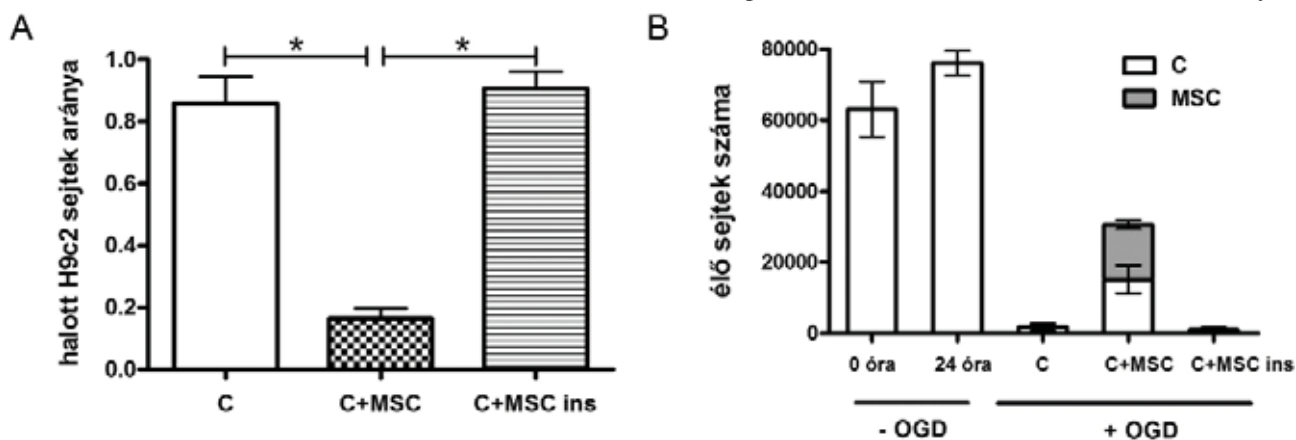 A
* *
halott H9c2 sejtek aránya
1.0
0.8
0.6
0.4
0.2
0.0
C C+MSC C+MSC ins
B
élő sejtek száma
80000
60000
40000
20000
0
C
MSC
0 óra 24 óra C C+MSC C+MSC ins
- OGD + OGD